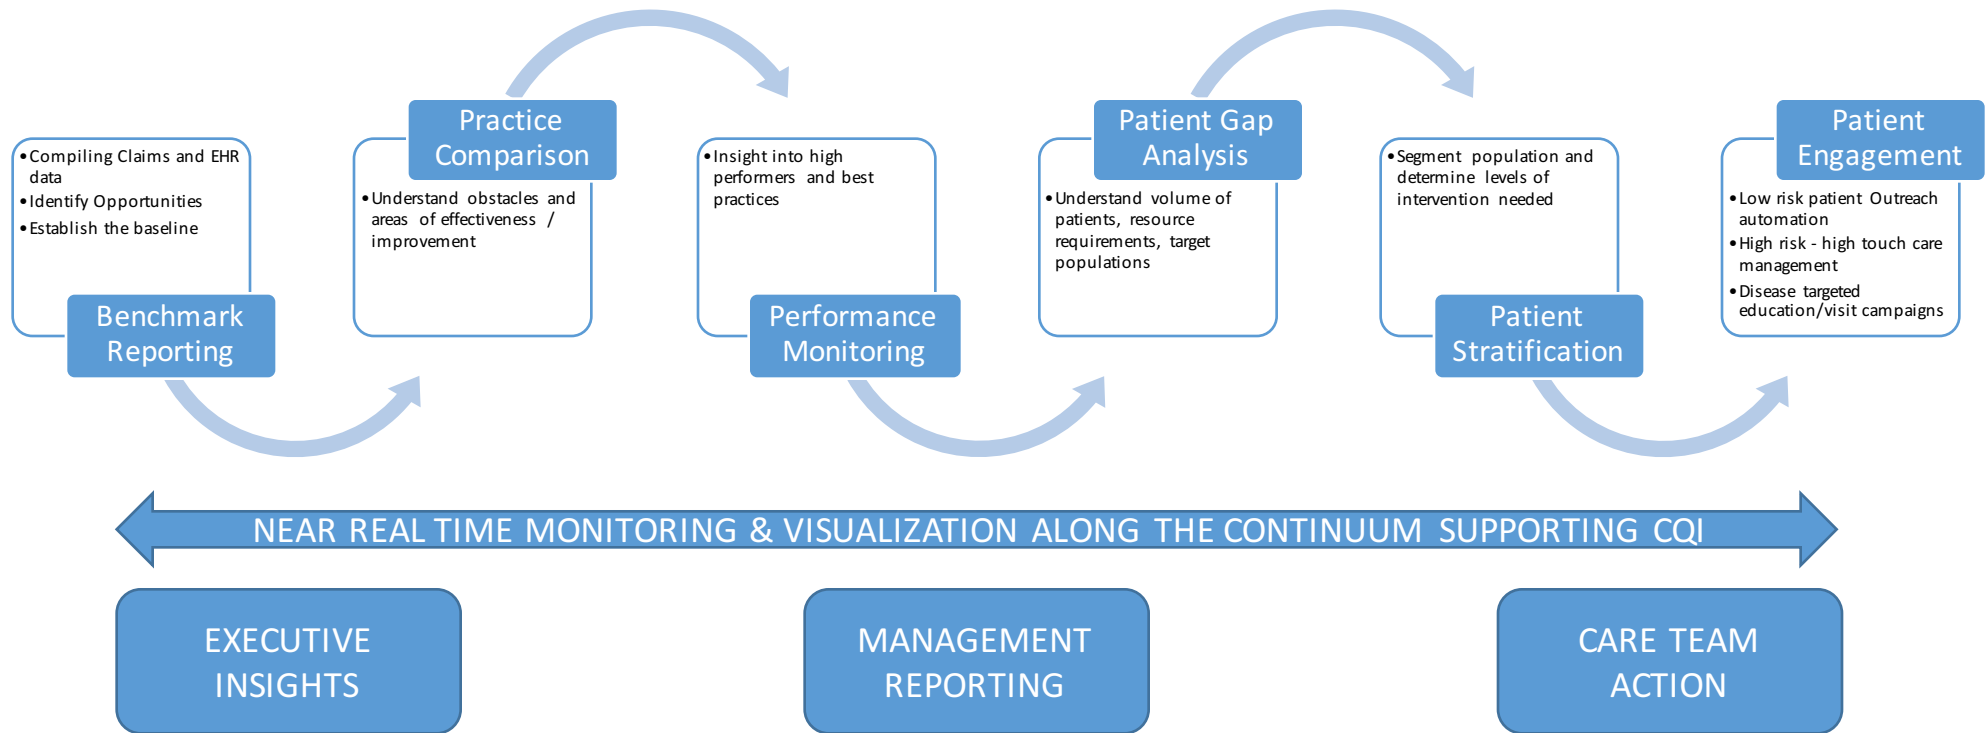 •Compiling Claims and EHR
data
•Identify Opportunities
•Establish the baseline
Benchmark
Reporting
Practice
Comparison
•Understand obstacles and
areas of effectiveness /
improvement
•Insight into high
performers and best
practices
Performance
Monitoring
Patient Gap
Analysis
•Understand volume of
patients, resource
requirements, target
populations
•Segment population and
determine levels of
intervention needed
Patient
Stratification
Patient
Engagement
•Low risk patient Outreach
automation
•High risk - high touch care
management
•Disease targeted
education/visit campaigns
NEAR REAL TIME MONITORING & VISUALIZATION ALONG THE CONTINUUM SUPPORTING CQI
EXECUTIVE
INSIGHTS
MANAGEMENT
REPORTING
CARE TEAM
ACTION